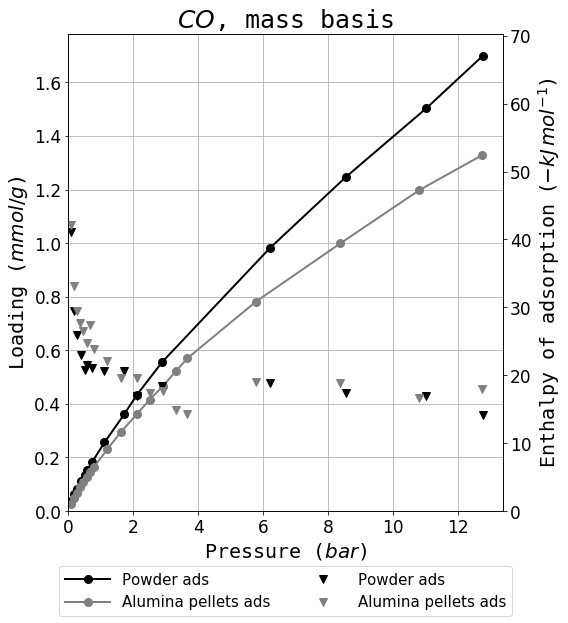 CO, mass basis
Loading (mmol/g)
1.6
1.4
1.2
1.0
0.8
0.6
0.4
0.2
0.0
0 2 4 6 8 10 12
Pressure (bar)
70
60
50
40
30
20
10
0
Enthalpy of adsorption (−kJ mol⁻¹)
Powder ads Powder ads
Alumina pellets ads Alumina pellets ads